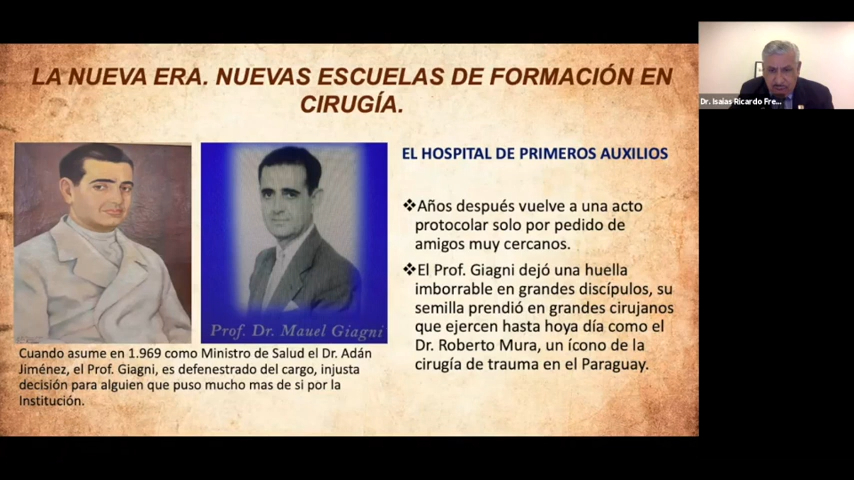 LA NUEVA ERA. NUEVAS ESCUELAS DE FORMACIÓN EN
CIRUGÍA.
Dr. Isaias Ricardo Fre...
EL HOSPITAL DE PRIMEROS AUXILIOS
❖Años después vuelve a una acto
protocolar solo por pedido de
amigos muy cercanos.
❖El Prof. Giagni dejó una huella
imborrable en grandes discípulos, su
semilla prendió en grandes cirujanos
que ejercen hasta hoya día como el
Dr. Roberto Mura, un ícono de la
cirugía de trauma en el Paraguay.
Prof. Dr. Mauel Giagni
Cuando asume en 1.969 como Ministro de Salud el Dr. Adán
Jiménez, el Prof. Giagni, es defenestrado del cargo, injusta
decisión para alguien que puso mucho mas de si por la
Institución.